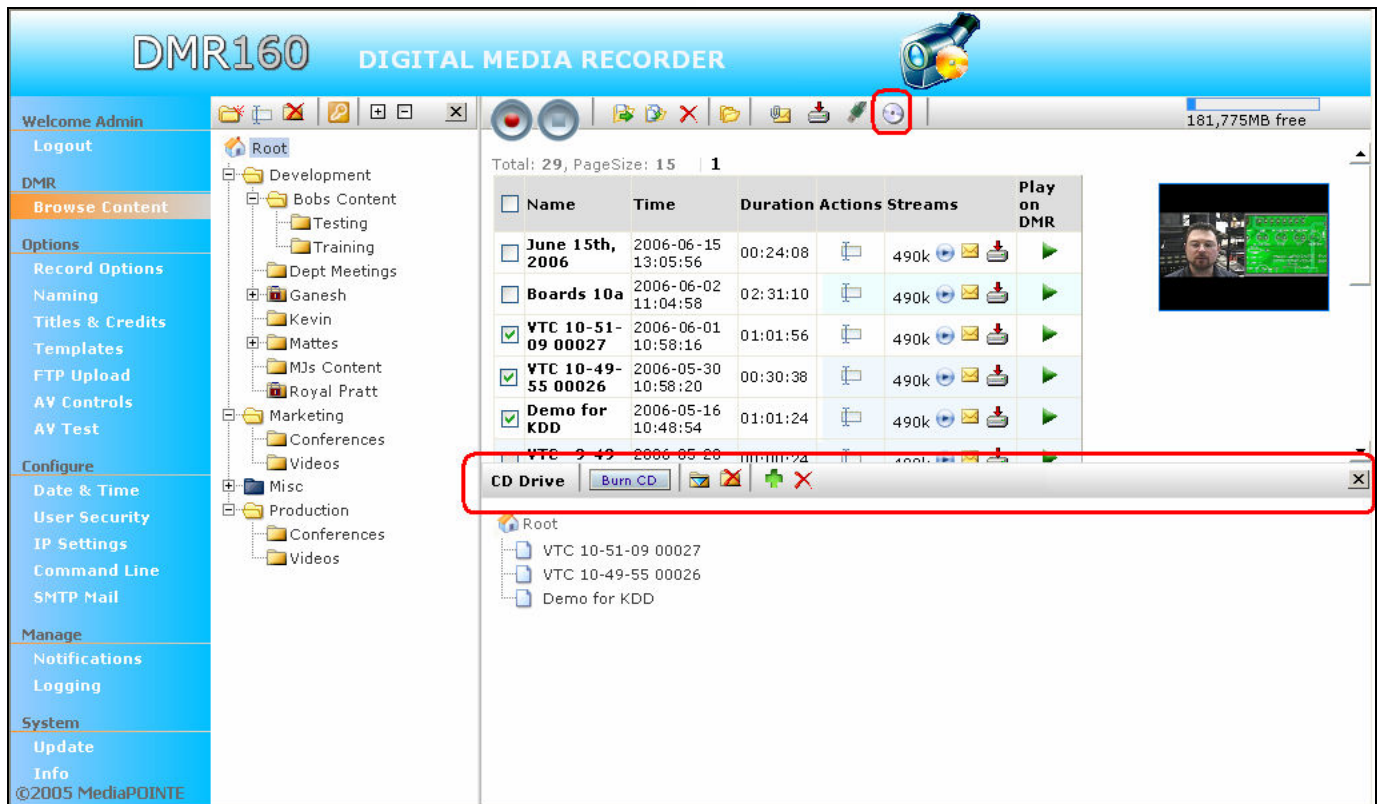 DMR160 DIGITAL MEDIA RECORDER
Welcome Admin
Logout
DMR
Browse Content
Options
Record Options
Naming
Titles & Credits
Templates
FTP Upload
AV Controls
AV Test
Configure
Date & Time
User Security
IP Settings
Command Line
SMTP Mail
Manage
Notifications
Logging
System
Update
Info
©2005 MediaPOINTE
Root
Development
Bobs Content
Testing
Training
Dept Meetings
Ganesh
Kevin
Mattes
MJs Content
Royal Pratt
Marketing
Conferences
Videos
Misc
Production
Conferences
Videos
181,775MB free
Total: 29, PageSize: 15 | 1
Name Time Duration Actions Streams Play on DMR
June 15th, 2006 2006-06-15 13:05:56 00:24:08 490k
Boards 10a 2006-06-02 11:04:58 02:31:10 490k
VTC 10-51-09 00027 2006-06-01 10:58:16 01:01:56 490k
VTC 10-49-55 00026 2006-05-30 10:58:20 00:30:38 490k
Demo for KDD 2006-05-16 10:48:54 01:01:24 490k
CD Drive Burn CD
Root
VTC 10-51-09 00027
VTC 10-49-55 00026
Demo for KDD